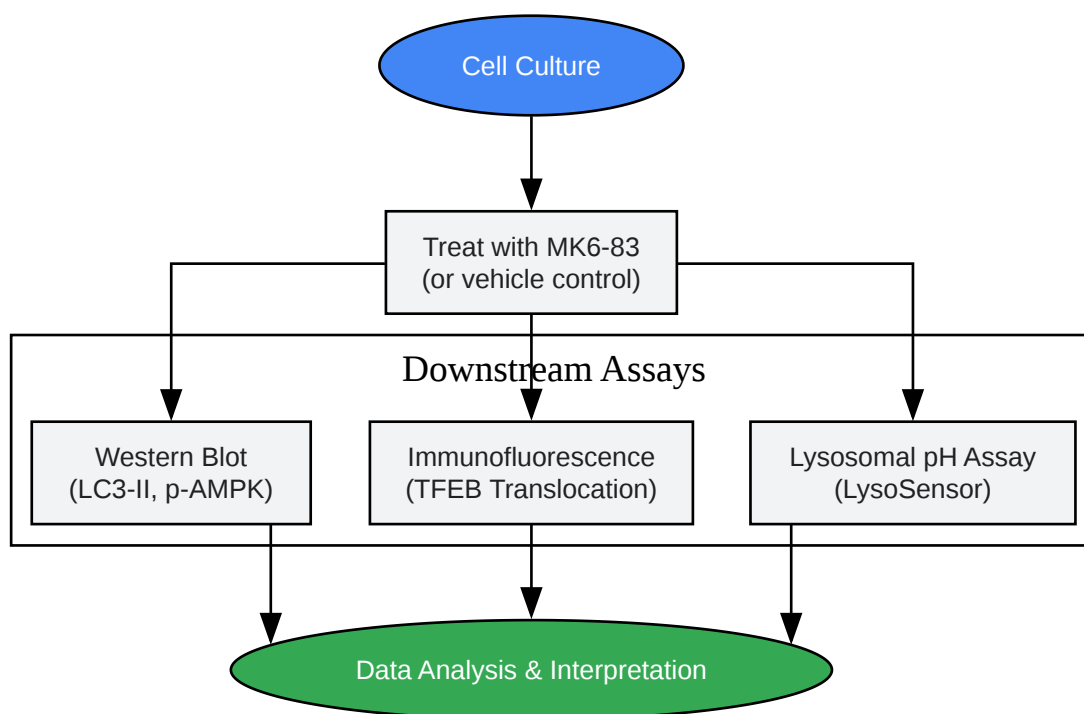 Cell Culture
Treat with MK6-83
(or vehicle control)
Downstream Assays
Western Blot
(LC3-II, p-AMPK)
Immunofluorescence
(TFEB Translocation)
Lysosomal pH Assay
(LysoSensor)
Data Analysis & Interpretation